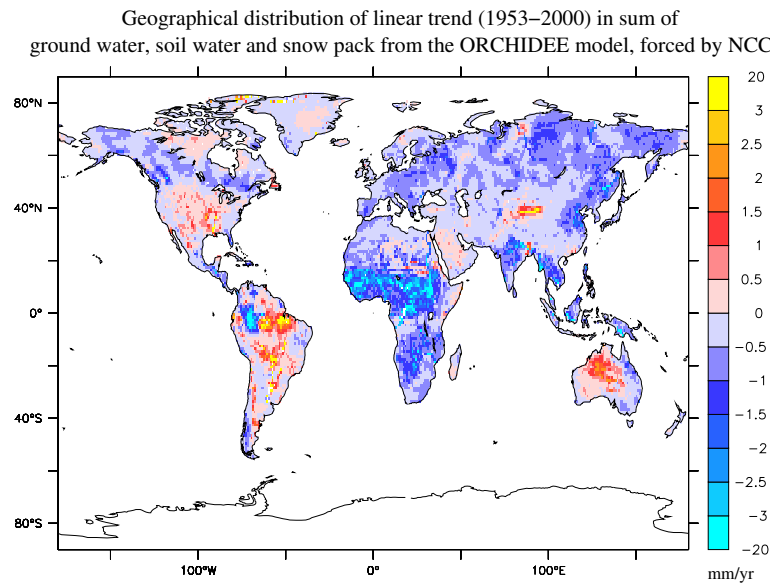 Geographical distribution of linear trend (1953−2000) in sum of
ground water, soil water and snow pack from the ORCHIDEE model, forced by NCC
80°N
40°N
0°
40°S
80°S
100°W
0°
100°E
20
3
2.5
2
1.5
1
0.5
0
−0.5
−1
−1.5
−2
−2.5
−3
−20
mm/yr